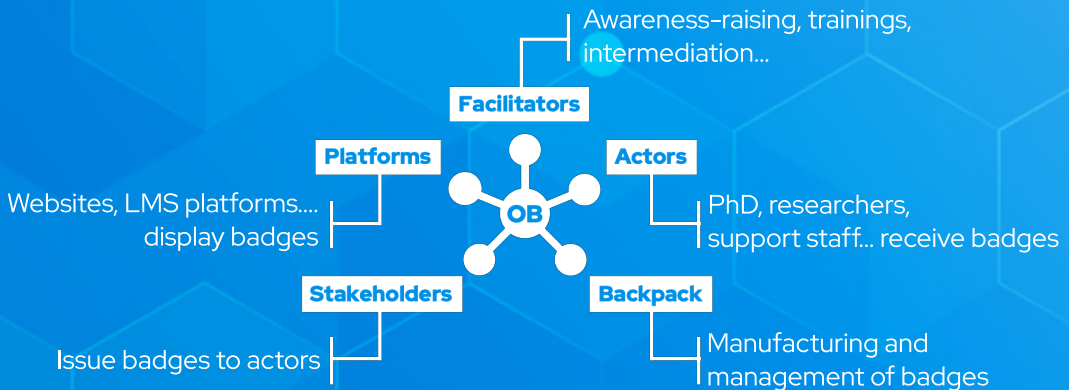 Awareness-raising, trainings,
intermediation...
Facilitators
Platforms
Actors
Websites, LMS platforms....
display badges
OB
PhD, researchers,
support staff... receive badges
Stakeholders
Backpack
Issue badges to actors
Manufacturing and
management of badges